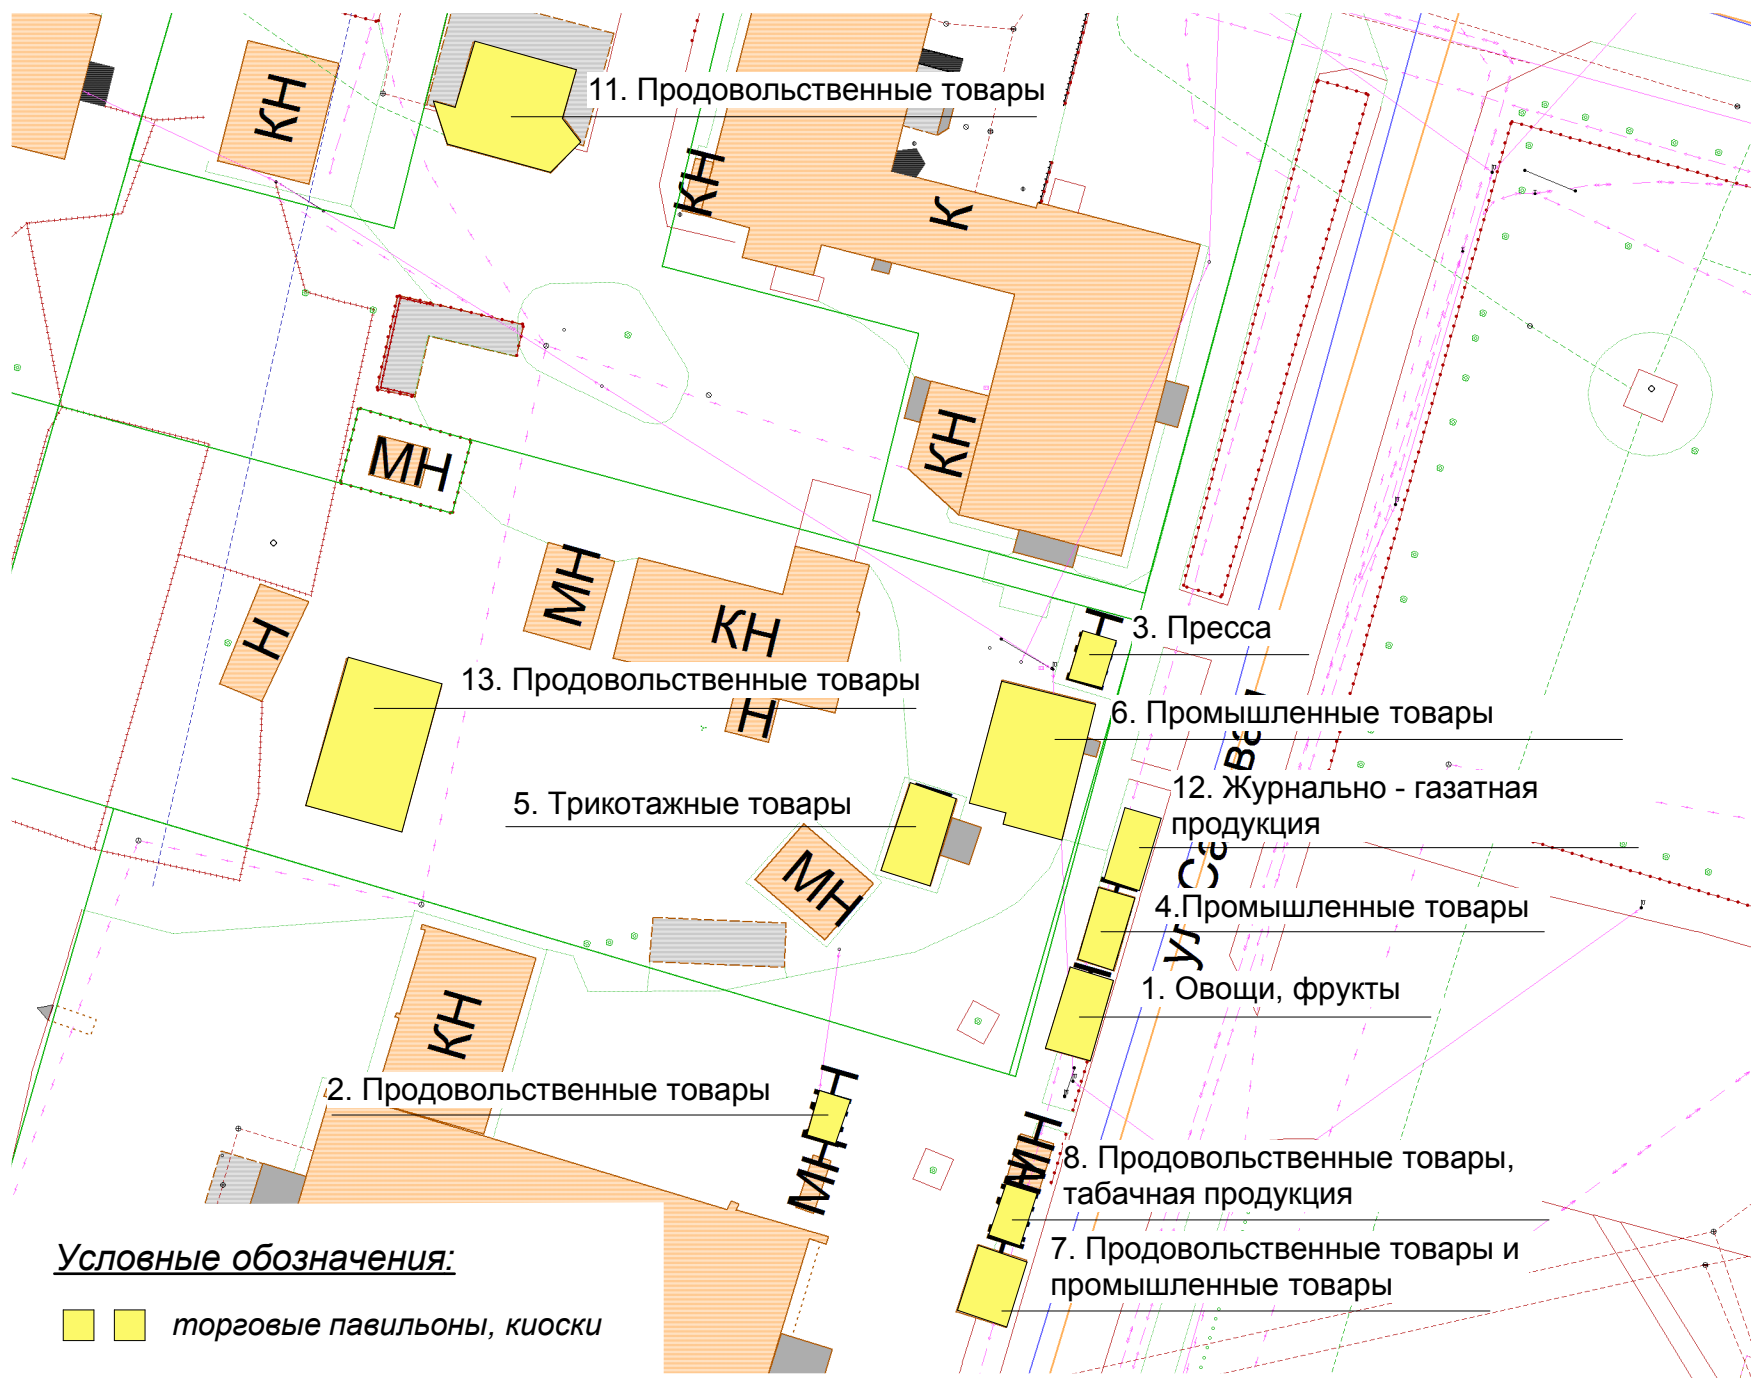 11. Продовольственные товары
КН
КН
К
КН
МН
МН
КН
Н
Н
3. Пресса
13. Продовольственные товары
6. Промышленные товары
5. Трикотажные товары
12. Журнально - газатная
продукция
МН
4.Промышленные товары
1. Овощи, фрукты
КН
2. Продовольственные товары
МН
МН
8. Продовольственные товары,
табачная продукция
7. Продовольственные товары и
промышленные товары
Условные обозначения:
торговые павильоны, киоски